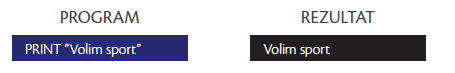 PROGRAM REZULTAT
PRINT "Volim sport" Volim sport